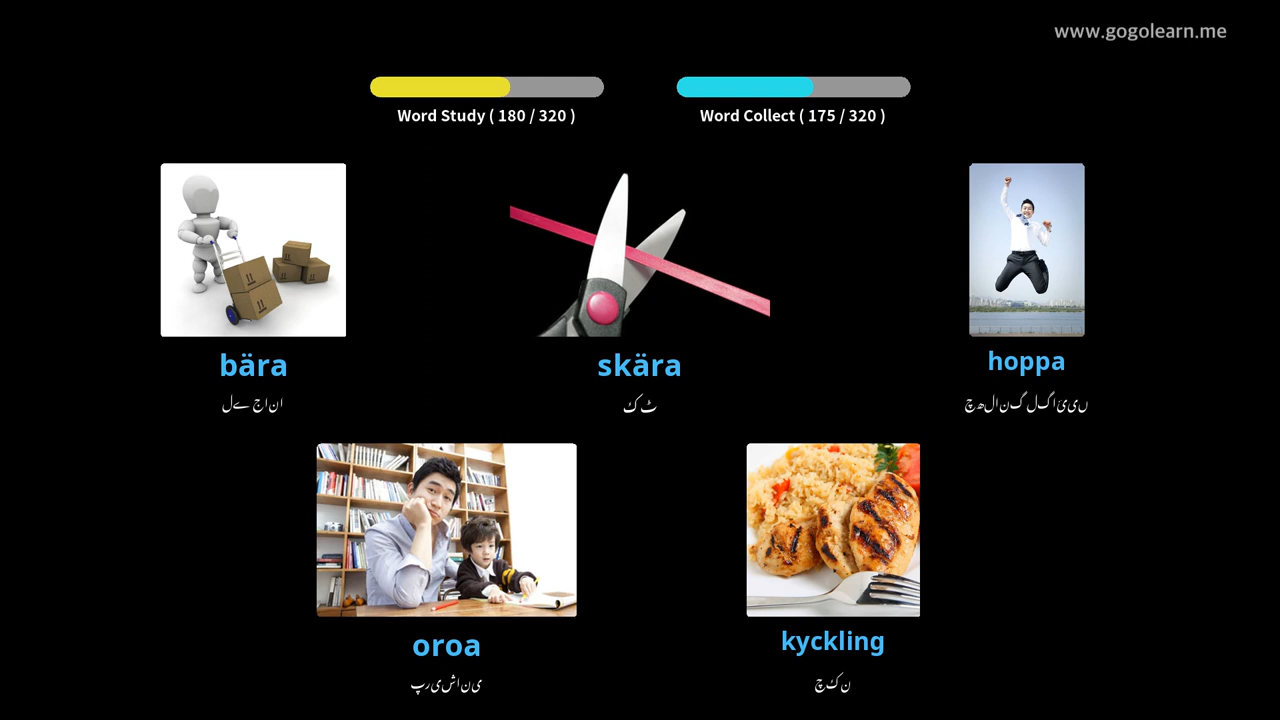 www.gogolearn.me
Word Study ( 180 / 320 )
Word Collect ( 175 / 320 )
bära
skära
hoppa
لے جانا
کٹ
چھلانگ لگائیں
oroa
kyckling
پریشانی
چکن